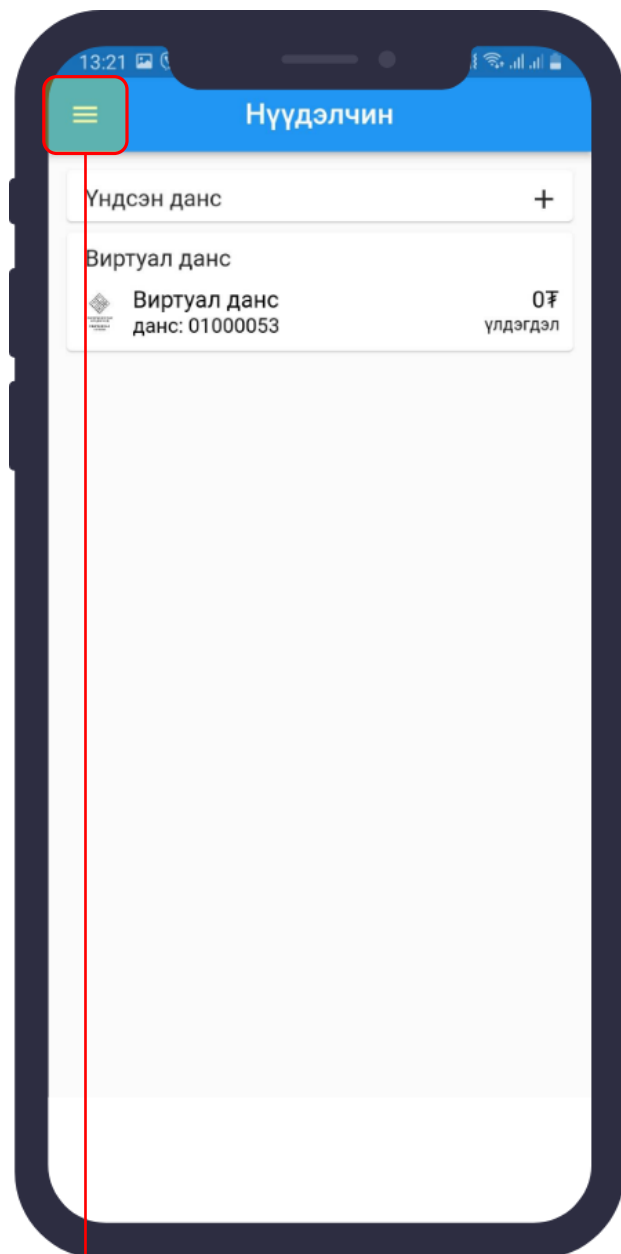 13:21
Нүүдэлчин
Үндсэн данс +
Виртуал данс
Виртуал данс 0₮
данс: 01000053 үлдэгдэл